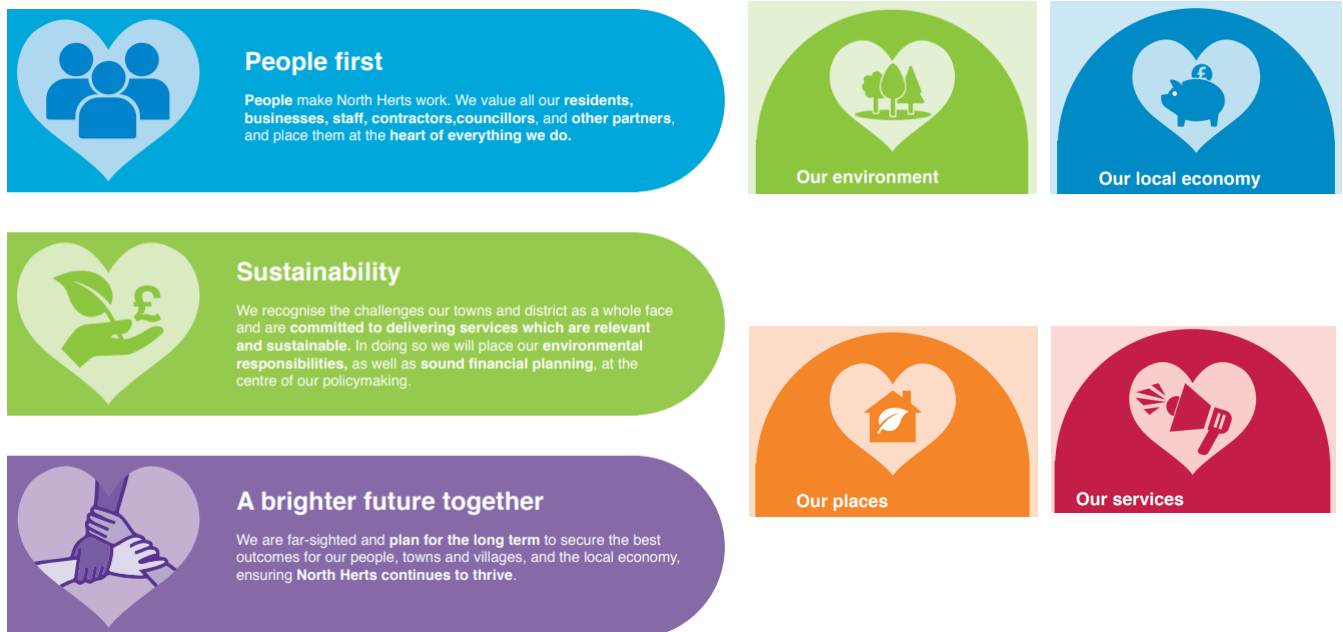 People first
People make North Herts work. We value all our residents,
businesses, staff, contractors,councillors, and other partners,
and place them at the heart of everything we do.
Sustainability
£
We recognise the challenges our towns and district as a whole face
and are committed to delivering services which are relevant
and sustainable. In doing so we will place our environmental
responsibilities, as well as sound financial planning, at the
centre of our policymaking.
A brighter future together
We are far-sighted and plan for the long term to secure the best
outcomes for our people, towns and villages, and the local economy,
ensuring North Herts continues to thrive.
Our environment
£
Our local economy
Our places
Our services